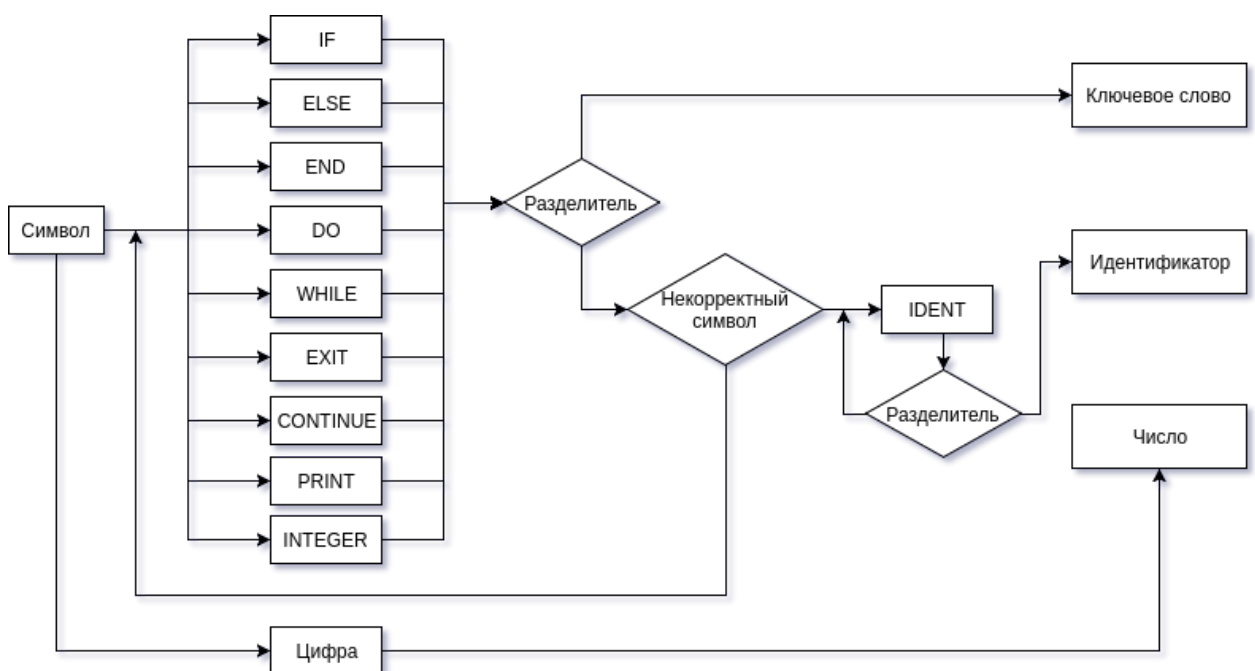 IF
ELSE
END
DO
WHILE
EXIT
CONTINUE
PRINT
INTEGER
Символ
Цифра
Разделитель
Некорректный
символ
IDENT
Разделитель
Ключевое слово
Идентификатор
Число